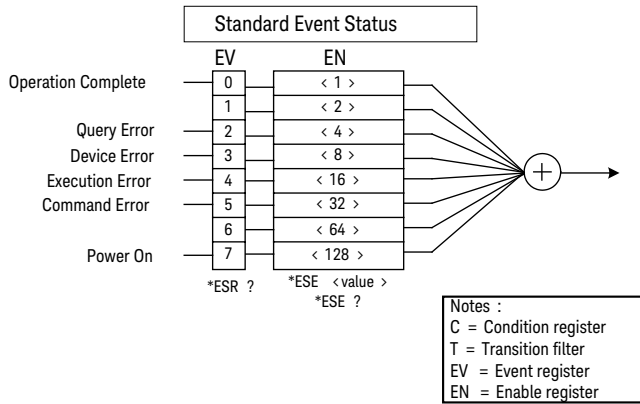 Standard Event Status
EV EN
Operation Complete 0 < 1 >
1 < 2 >
Query Error 2 < 4 >
Device Error 3 < 8 >
Execution Error 4 < 16 >
Command Error 5 < 32 >
6 < 64 >
Power On 7 < 128 >
*ESR ? *ESE < value >
*ESE ?
+
Notes :
C = Condition register
T = Transition filter
EV = Event register
EN = Enable register